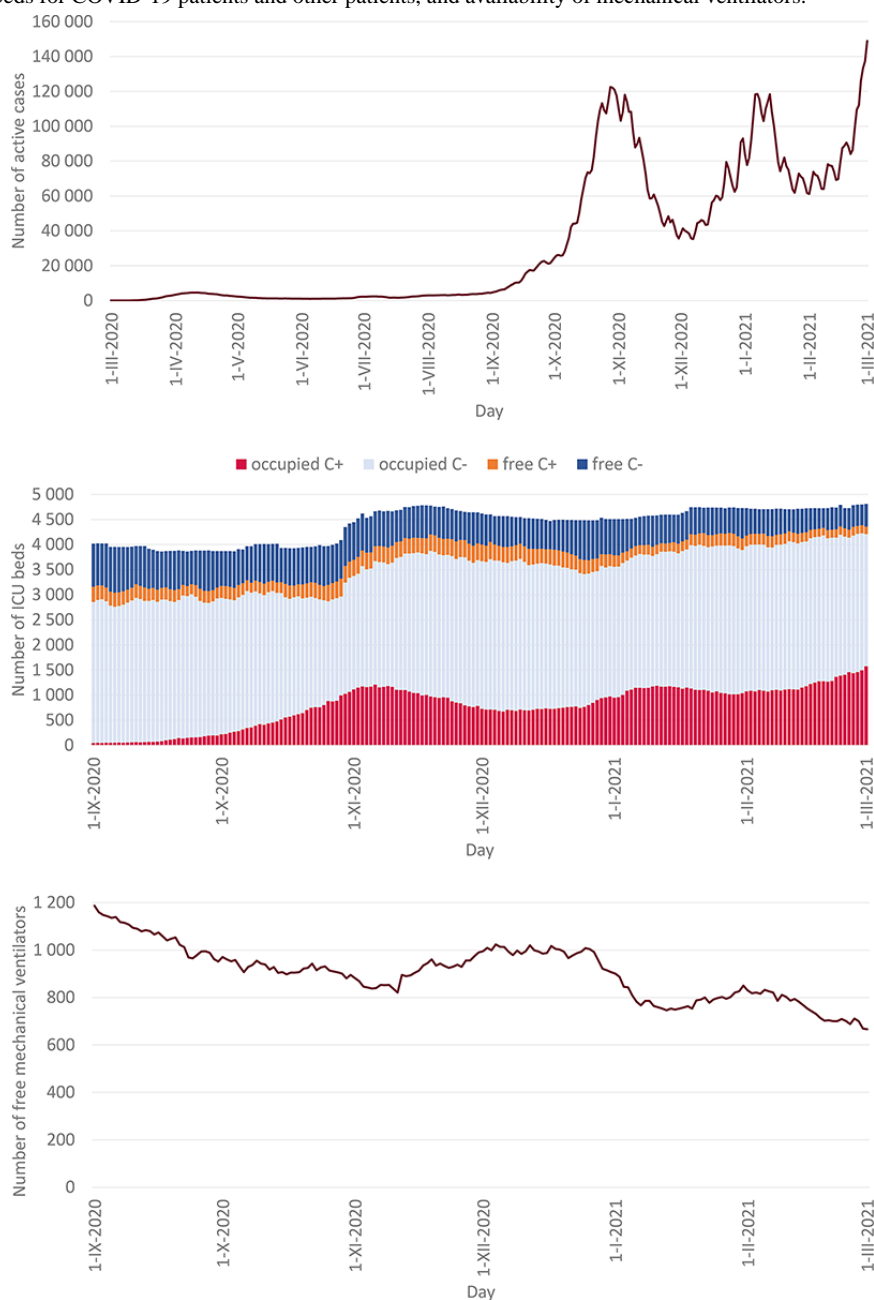 beds for COVID-19 patients and other patients, and availability of mechanical ventilators.
160 000
140 000
120 000
100 000
80 000
60 000
40 000
20 000
0
Number of active cases
1-III-2020
1-IV-2020
1-V-2020
1-VI-2020
1-VII-2020
1-VIII-2020
1-IX-2020
1-X-2020
1-XI-2020
1-XII-2020
1-I-2021
1-II-2021
1-III-2021
Day
occupied C+ occupied C- free C+ free C-
5 000
4 500
4 000
3 500
3 000
2 500
2 000
1 500
1 000
500
0
Number of ICU beds
1-IX-2020
1-X-2020
1-XI-2020
1-XII-2020
1-I-2021
1-II-2021
1-III-2021
Day
1 200
1 000
800
600
400
200
0
Number of free mechanical ventilators
1-IX-2020
1-X-2020
1-XI-2020
1-XII-2020
1-I-2021
1-II-2021
1-III-2021
Day